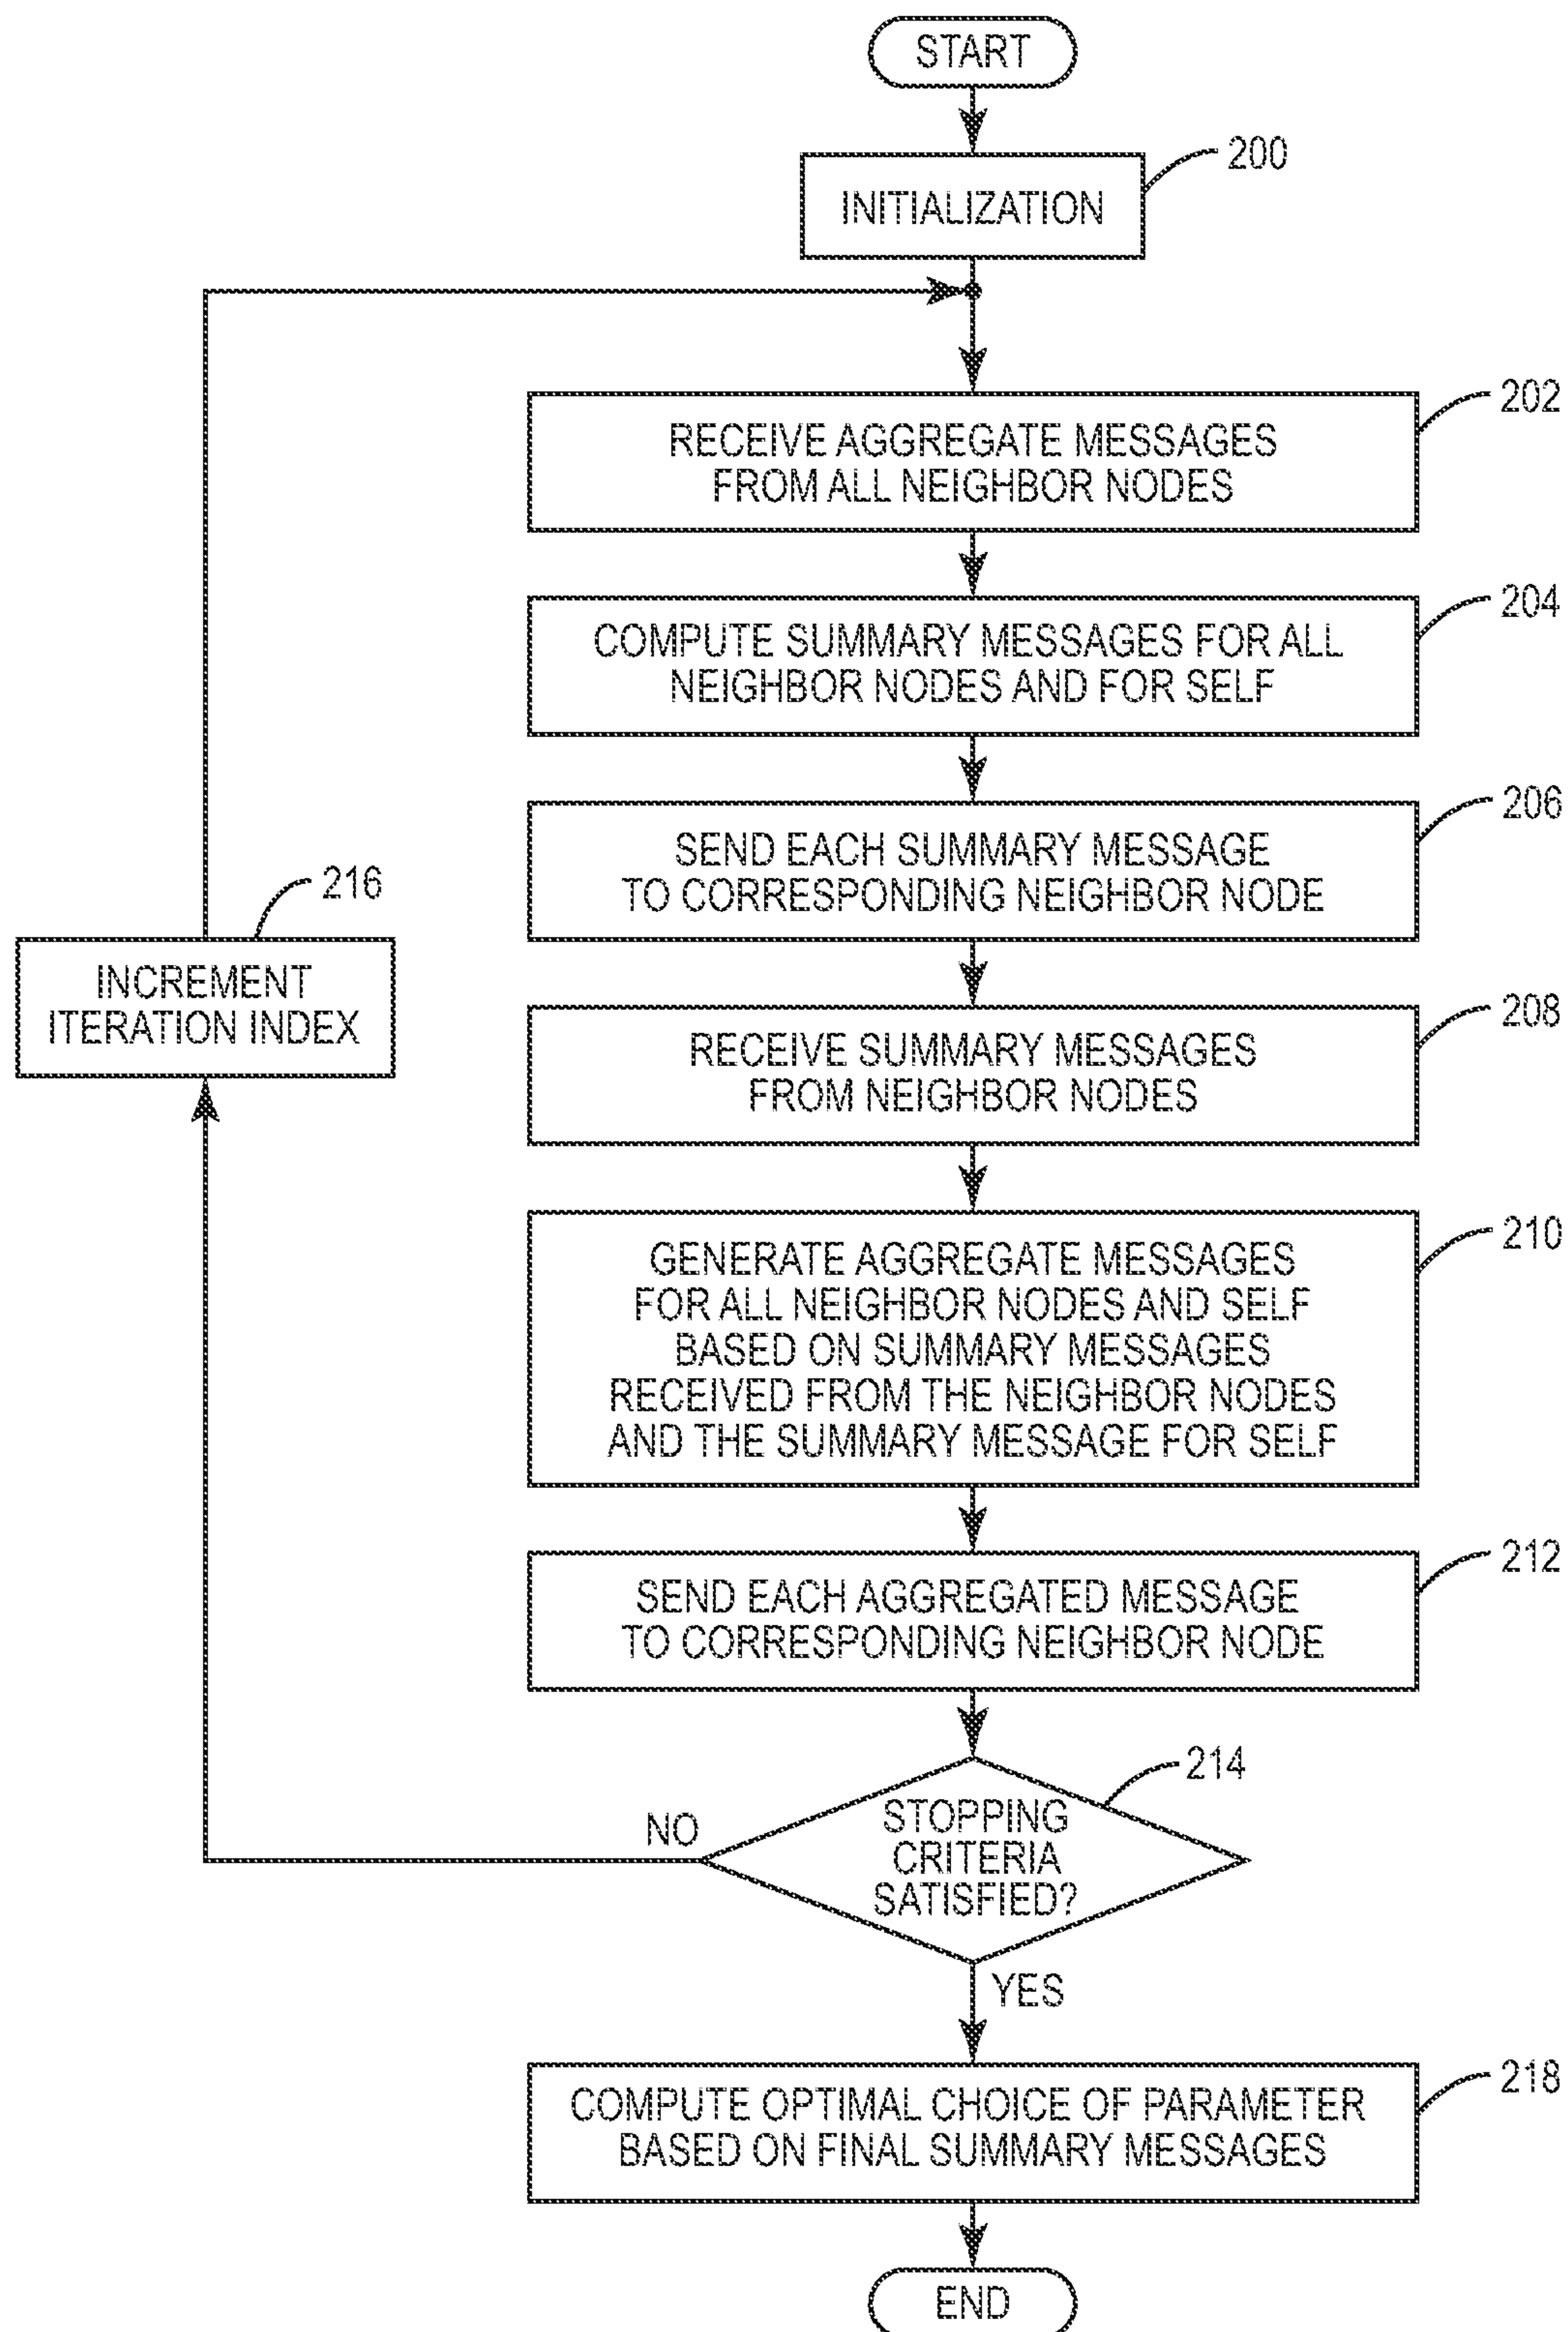 START
200
INITIALIZATION
202
RECEIVE AGGREGATE MESSAGES
FROM ALL NEIGHBOR NODES
204
COMPUTE SUMMARY MESSAGES FOR ALL
NEIGHBOR NODES AND FOR SELF
206
SEND EACH SUMMARY MESSAGE
TO CORRESPONDING NEIGHBOR NODE
216
INCREMENT
ITERATION INDEX
208
RECEIVE SUMMARY MESSAGES
FROM NEIGHBOR NODES
210
GENERATE AGGREGATE MESSAGES
FOR ALL NEIGHBOR NODES AND SELF
BASED ON SUMMARY MESSAGES
RECEIVED FROM THE NEIGHBOR NODES
AND THE SUMMARY MESSAGE FOR SELF
212
SEND EACH AGGREGATED MESSAGE
TO CORRESPONDING NEIGHBOR NODE
214
STOPPING
CRITERIA
SATISFIED?
NO
YES
218
COMPUTE OPTIMAL CHOICE OF PARAMETER
BASED ON FINAL SUMMARY MESSAGES
END